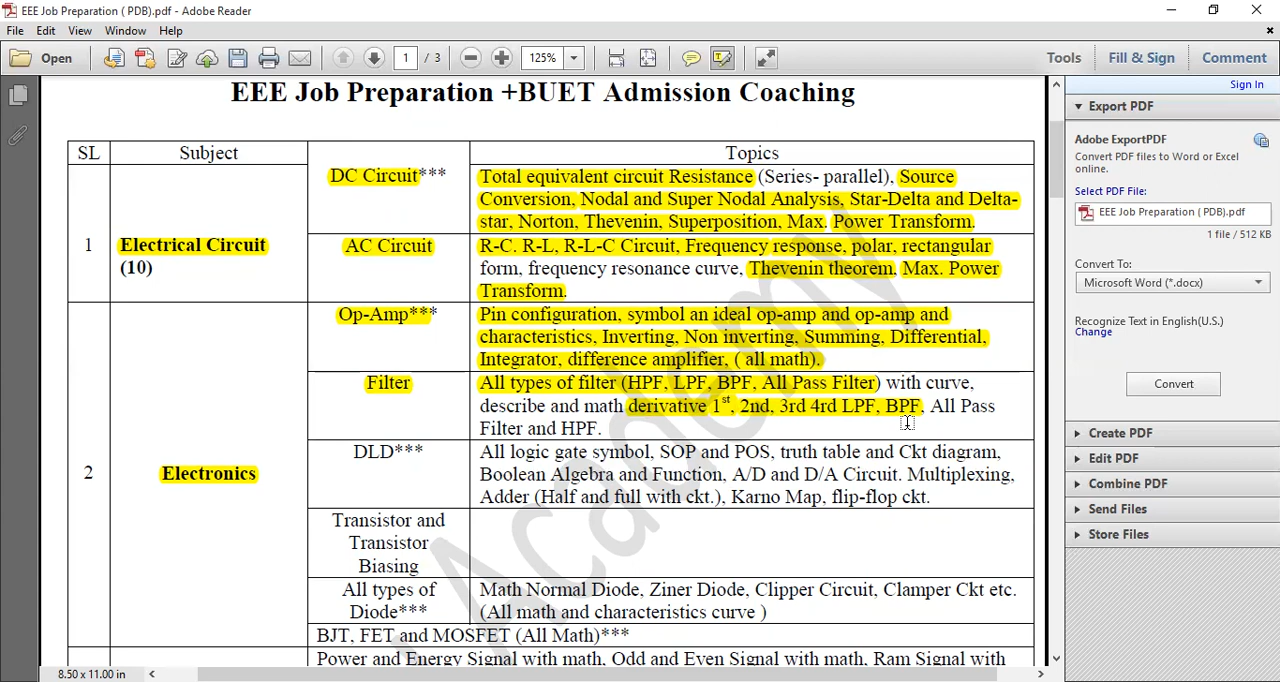 EEE Job Preparation ( PDB).pdf - Adobe Reader
File Edit View Window Help
Open 1 / 3 125% Tools Fill & Sign Comment
Sign In
EEE Job Preparation +BUET Admission Coaching
SL Subject Topics
1 Electrical Circuit (10)
DC Circuit***
Total equivalent circuit Resistance (Series- parallel), Source
Conversion, Nodal and Super Nodal Analysis, Star-Delta and Delta-
star, Norton, Thevenin, Superposition, Max. Power Transform.
AC Circuit
R-C. R-L, R-L-C Circuit, Frequency response, polar, rectangular
form, frequency resonance curve, Thevenin theorem, Max. Power
Transform.
2 Electronics
Op-Amp***
Pin configuration, symbol an ideal op-amp and op-amp and
characteristics, Inverting, Non inverting, Summing, Differential,
Integrator, difference amplifier, ( all math).
Filter
All types of filter (HPF, LPF, BPF, All Pass Filter) with curve,
describe and math derivative 1st, 2nd, 3rd 4rd LPF, BPF, All Pass
Filter and HPF.
DLD***
All logic gate symbol, SOP and POS, truth table and Ckt diagram,
Boolean Algebra and Function, A/D and D/A Circuit. Multiplexing,
Adder (Half and full with ckt.), Karno Map, flip-flop ckt.
Transistor and
Transistor
Biasing
All types of
Diode***
Math Normal Diode, Ziner Diode, Clipper Circuit, Clamper Ckt etc.
(All math and characteristics curve )
BJT, FET and MOSFET (All Math)***
Power and Energy Signal with math, Odd and Even Signal with math, Ram Signal with
Academy
8.50 x 11.00 in
Export PDF
Adobe ExportPDF
Convert PDF files to Word or Excel
online.
Select PDF File:
EEE Job Preparation ( PDB).pdf
1 file / 512 KB
Convert To:
Microsoft Word (*.docx)
Recognize Text in English(U.S.)
Change
Convert
Create PDF
Edit PDF
Combine PDF
Send Files
Store Files